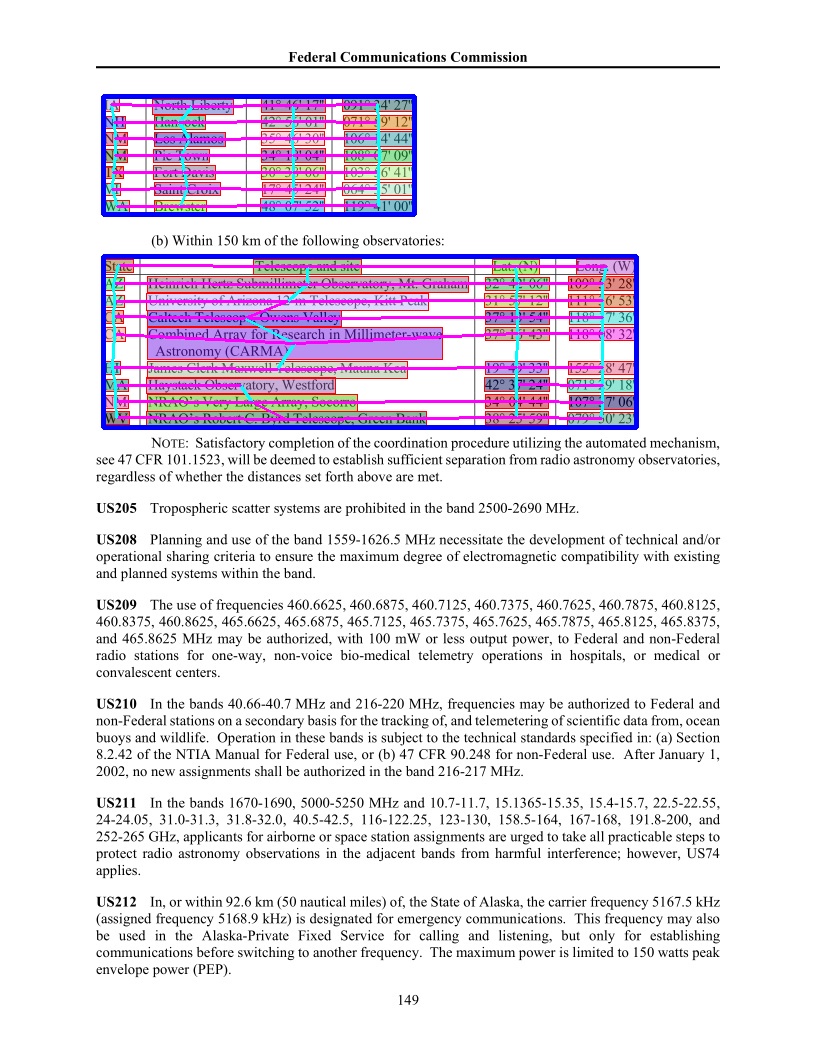 Federal Communications Commission
IA North Liberty 41° 46' 17" 091° 34' 27"
NH Hancock 42° 56' 01" 071° 59' 12"
NM Los Alamos 35° 46' 30" 106° 14' 44"
NM Pie Town 34° 18' 04" 108° 07' 09"
TX Fort Davis 30° 38' 06" 103° 56' 41"
VI Saint Croix 17° 45' 24" 064° 35' 01"
WA Brewster 48° 07' 52" 119° 41' 00"
(b) Within 150 km of the following observatories:
State Telescope and site Lat. (N) Long. (W)
AZ Heinrich Hertz Submillimeter Observatory, Mt. Graham 32° 42' 06" 109° 53' 28"
AZ University of Arizona 12-m Telescope, Kitt Peak 31° 57' 12" 111° 36' 53"
CA Caltech Telescope, Owens Valley 37° 13' 54" 118° 17' 36"
CA Combined Array for Research in Millimeter-wave 37° 16' 43" 118° 08' 32"
Astronomy (CARMA)
HI James Clerk Maxwell Telescope, Mauna Kea 19° 49' 33" 155° 28' 47"
MA Haystack Observatory, Westford 42° 37' 24" 071° 29' 18"
NM NRAO's Very Large Array, Socorro 34° 04' 44" 107° 37' 06"
WV NRAO's Robert C. Byrd Telescope, Green Bank 38° 25' 59" 079° 50' 23"
NOTE: Satisfactory completion of the coordination procedure utilizing the automated mechanism,
see 47 CFR 101.1523, will be deemed to establish sufficient separation from radio astronomy observatories,
regardless of whether the distances set forth above are met.
US205 Tropospheric scatter systems are prohibited in the band 2500-2690 MHz.
US208 Planning and use of the band 1559-1626.5 MHz necessitate the development of technical and/or
operational sharing criteria to ensure the maximum degree of electromagnetic compatibility with existing
and planned systems within the band.
US209 The use of frequencies 460.6625, 460.6875, 460.7125, 460.7375, 460.7625, 460.7875, 460.8125,
460.8375, 460.8625, 465.6625, 465.6875, 465.7125, 465.7375, 465.7625, 465.7875, 465.8125, 465.8375,
and 465.8625 MHz may be authorized, with 100 mW or less output power, to Federal and non-Federal
radio stations for one-way, non-voice bio-medical telemetry operations in hospitals, or medical or
convalescent centers.
US210 In the bands 40.66-40.7 MHz and 216-220 MHz, frequencies may be authorized to Federal and
non-Federal stations on a secondary basis for the tracking of, and telemetering of scientific data from, ocean
buoys and wildlife. Operation in these bands is subject to the technical standards specified in: (a) Section
8.2.42 of the NTIA Manual for Federal use, or (b) 47 CFR 90.248 for non-Federal use. After January 1,
2002, no new assignments shall be authorized in the band 216-217 MHz.
US211 In the bands 1670-1690, 5000-5250 MHz and 10.7-11.7, 15.1365-15.35, 15.4-15.7, 22.5-22.55,
24-24.05, 31.0-31.3, 31.8-32.0, 40.5-42.5, 116-122.25, 123-130, 158.5-164, 167-168, 191.8-200, and
252-265 GHz, applicants for airborne or space station assignments are urged to take all practicable steps to
protect radio astronomy observations in the adjacent bands from harmful interference; however, US74
applies.
US212 In, or within 92.6 km (50 nautical miles) of, the State of Alaska, the carrier frequency 5167.5 kHz
(assigned frequency 5168.9 kHz) is designated for emergency communications. This frequency may also
be used in the Alaska-Private Fixed Service for calling and listening, but only for establishing
communications before switching to another frequency. The maximum power is limited to 150 watts peak
envelope power (PEP).
149